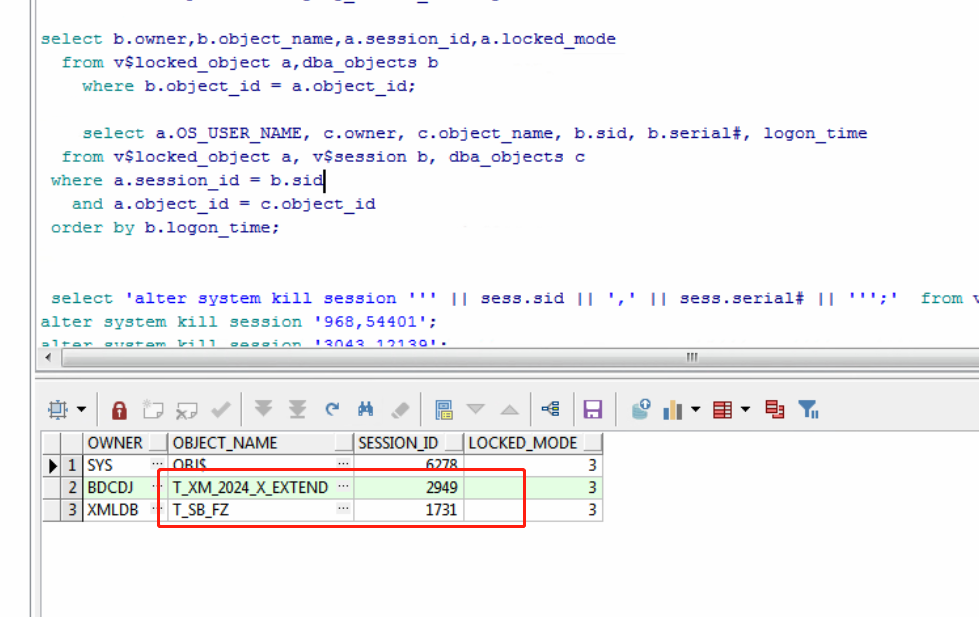 select b.owner,b.object_name,a.session_id,a.locked_mode
from v$locked_object a,dba_objects b
where b.object_id = a.object_id;
select a.OS_USER_NAME, c.owner, c.object_name, b.sid, b.serial#, logon_time
from v$locked_object a, v$session b, dba_objects c
where a.session_id = b.sid
and a.object_id = c.object_id
order by b.logon_time;
select 'alter system kill session ''' || sess.sid || ',' || sess.serial# || ''';' from v
alter system kill session '968,54401';
alter system kill session '3043,12139';
OWNER OBJECT_NAME SESSION_ID LOCKED_MODE
1 SYS ... OBJ$ ... 6278 3
2 BDCDJ ... T_XM_2024_X_EXTEND ... 2949 3
3 XMLDB ... T_SB_FZ ... 1731 3